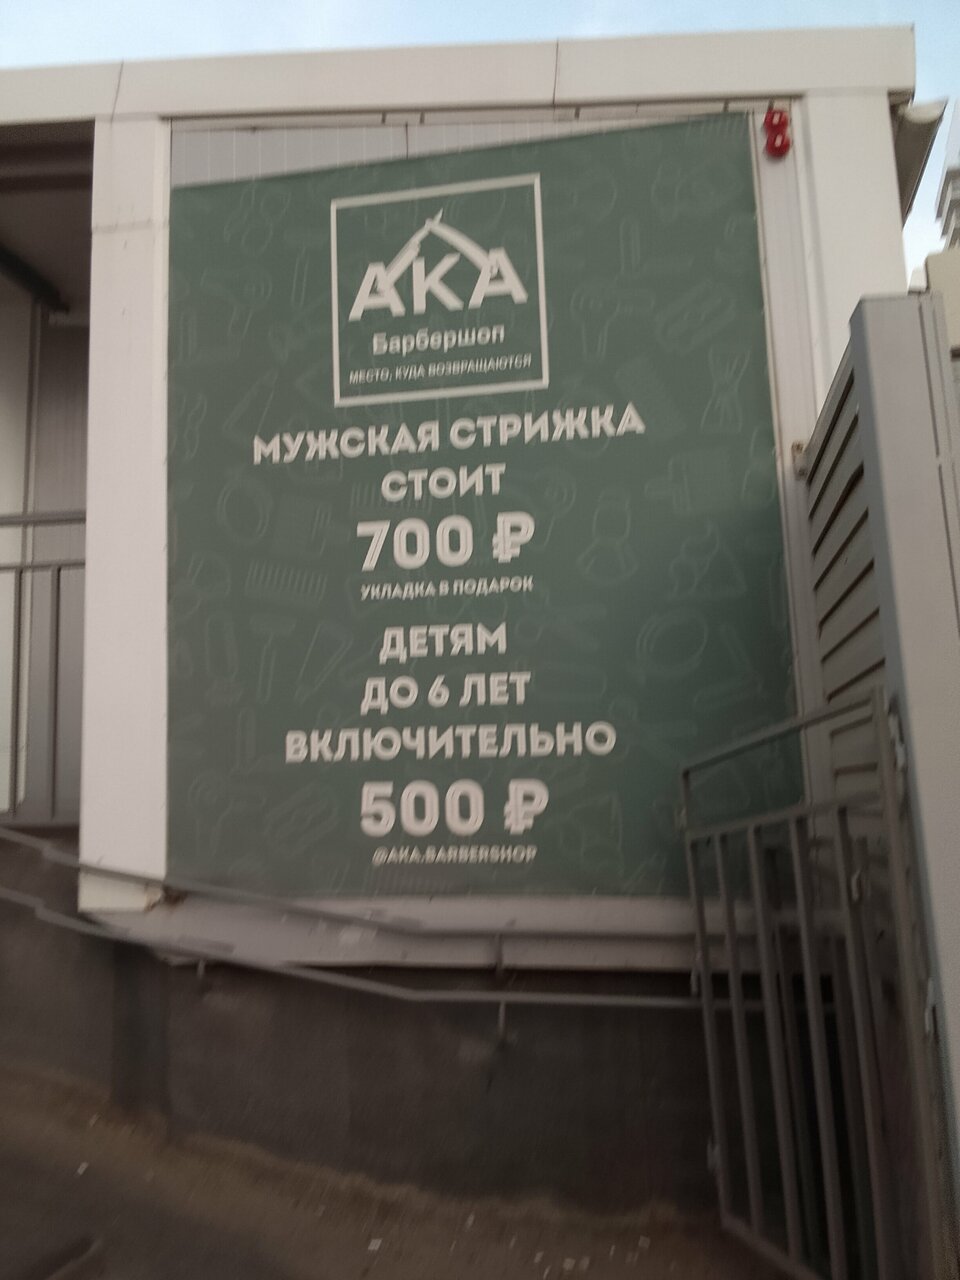 АКА
Барбершоп
МЕСТО, КУДА ВОЗВРАЩАЮТСЯ
МУЖСКАЯ СТРИЖКА
СТОИТ
700 ₽
УКЛАДКА В ПОДАРОК
ДЕТЯМ
ДО 6 ЛЕТ
ВКЛЮЧИТЕЛЬНО
500 ₽
@AKA.BARBERSHOP